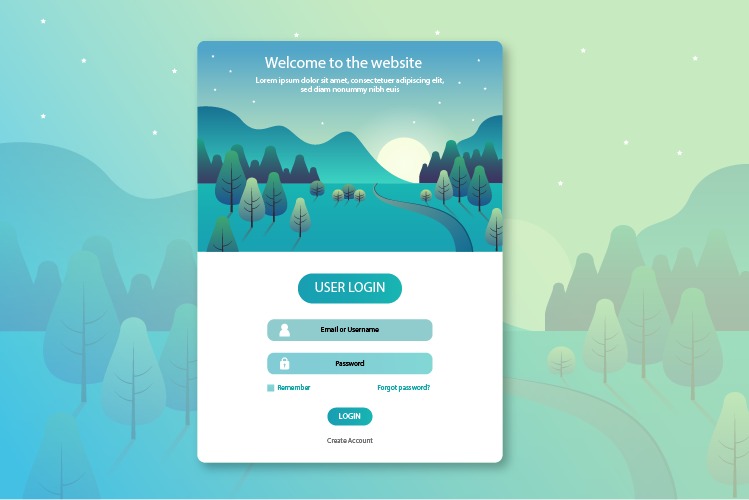 Welcome to the website
Lorem ipsum dolor sit amet, consectetuer adipiscing elit,
sed diam nonummy nibh euis
USER LOGIN
Email or Username
Password
Remember
Forgot password?
LOGIN
Create Account